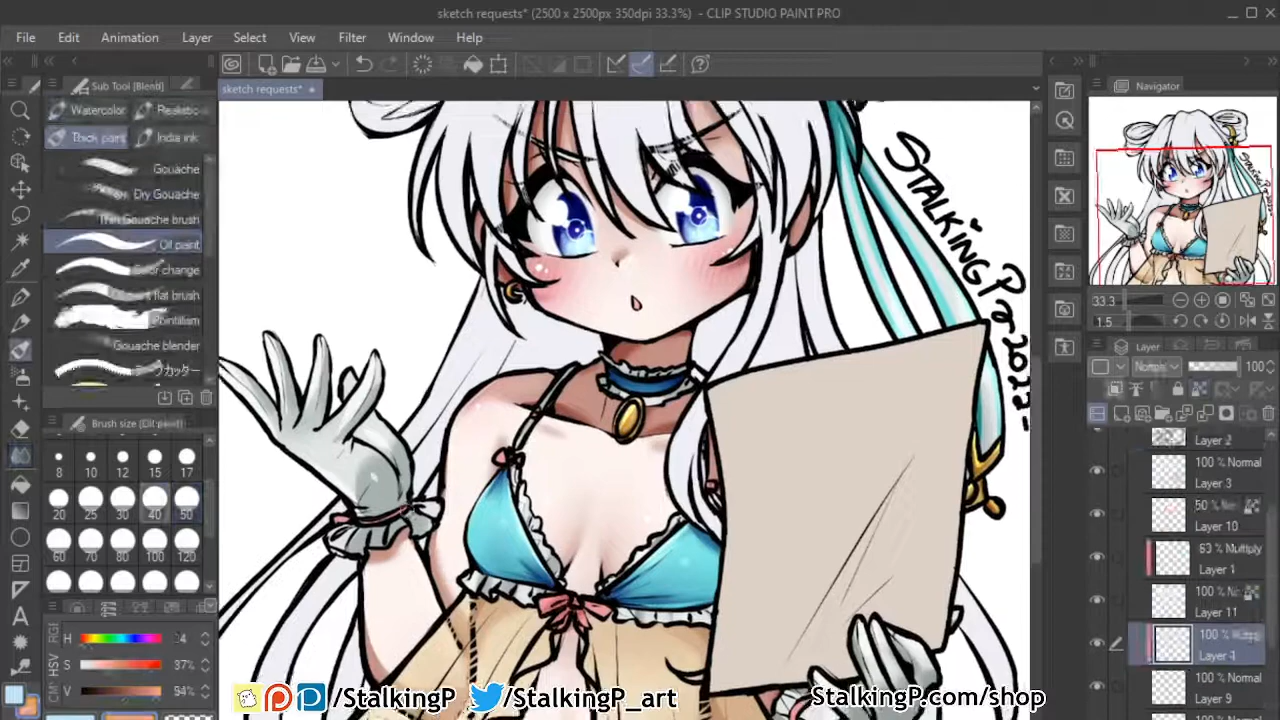 sketch requests* (2500 x 2500px 350dpi 33.3%) - CLIP STUDIO PAINT PRO
File Edit Animation Layer Select View Filter Window Help
Sub Tool [Blend]
sketch requests*
Navigator
Watercolor
Realistic
Thick paint
India ink
Gouache
Dry Gouache
Thin Gouache brush
Oil paint
Color change
flat brush
Pointillism
Gouache blender
33.3
1.5
Layer
100
Brush size [Oil paint]
8 10 12 15 17
20 25 30 40 50
60 70 80 100 120
H
S 37%
V 94%
HSV
Layer 2
100 % Normal
Layer 3
50 %
Layer 10
63 % Multiply
Layer 1
100 %
Layer 11
100 %
Layer 4
100 % Normal
Layer 9
STALKINGP 2022-
/StalkingP /StalkingP_art StalkingP.com/shop